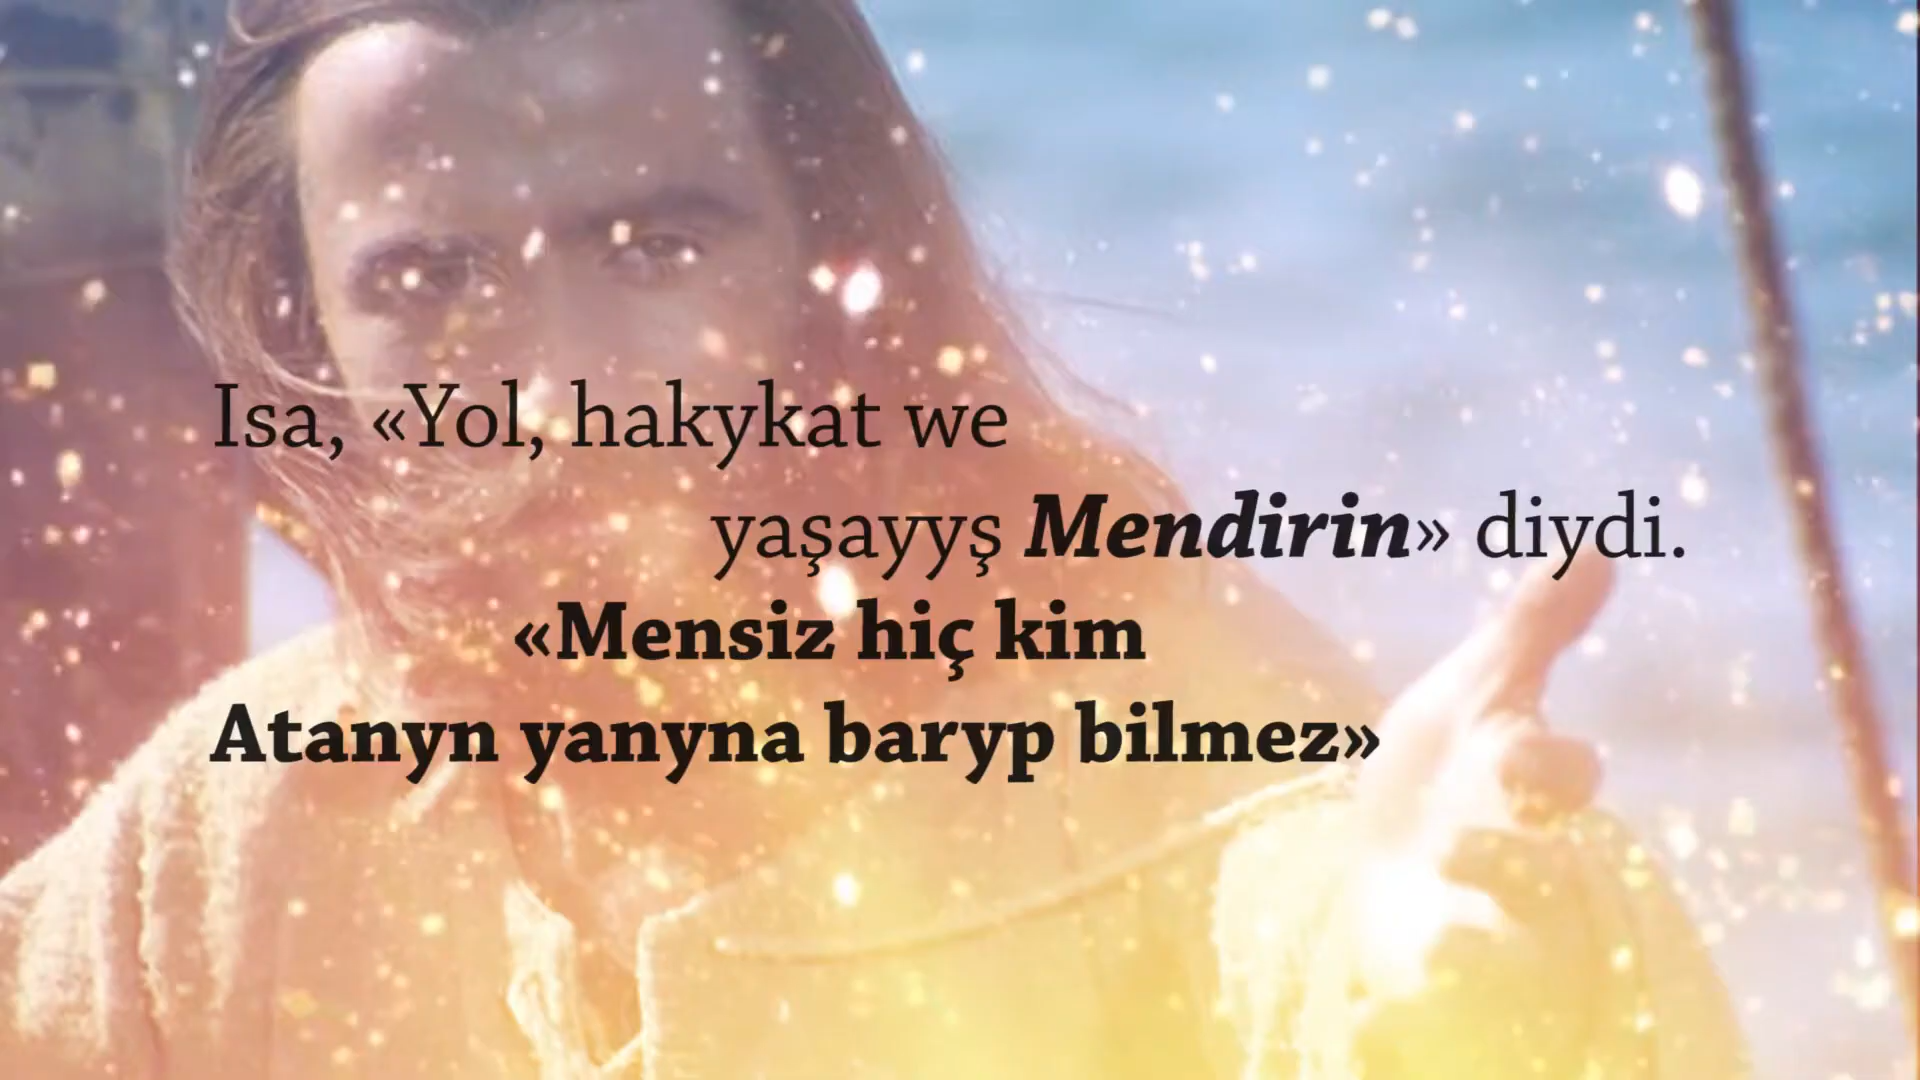 Isa, «Yol, hakykat we
yaşayyş Mendirin» diydi.
«Mensiz hiç kim
Atanyn yanyna baryp bilmez»